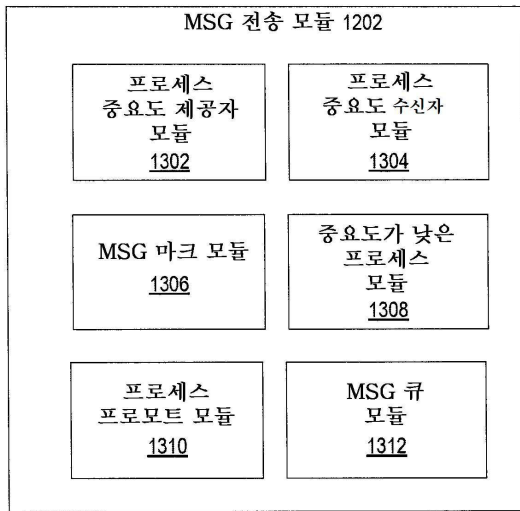 MSG 전송 모듈 1202
프로세스
중요도 제공자
모듈
1302
프로세스
중요도 수신자
모듈
1304
MSG 마크 모듈
1306
중요도가 낮은
프로세스
모듈
1308
프로세스
프로모트 모듈
1310
MSG 큐
모듈
1312